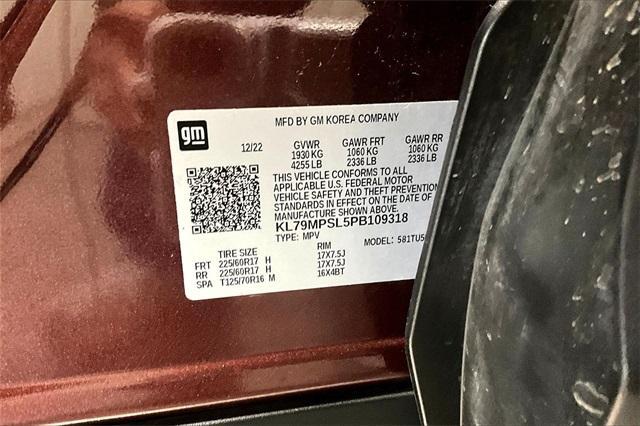 MFD BY GM KOREA COMPANY
gm
12/22 GVWR GAWR FRT GAWR RR
1930 KG 1060 KG 1060 KG
4255 LB 2336 LB 2336 LB
THIS VEHICLE CONFORMS TO ALL
APPLICABLE U.S. FEDERAL MOTOR
VEHICLE SAFETY AND THEFT PREVENTION
STANDARDS IN EFFECT ON THE DATE OF
MANUFACTURE SHOWN ABOVE.
KL79MPSL5PB109318
TYPE: MPV MODEL: 581TU5
TIRE SIZE RIM
FRT 225/60R17 H 17X7.5J
RR 225/60R17 H 17X7.5J
SPA T125/70R16 M 16X4BT